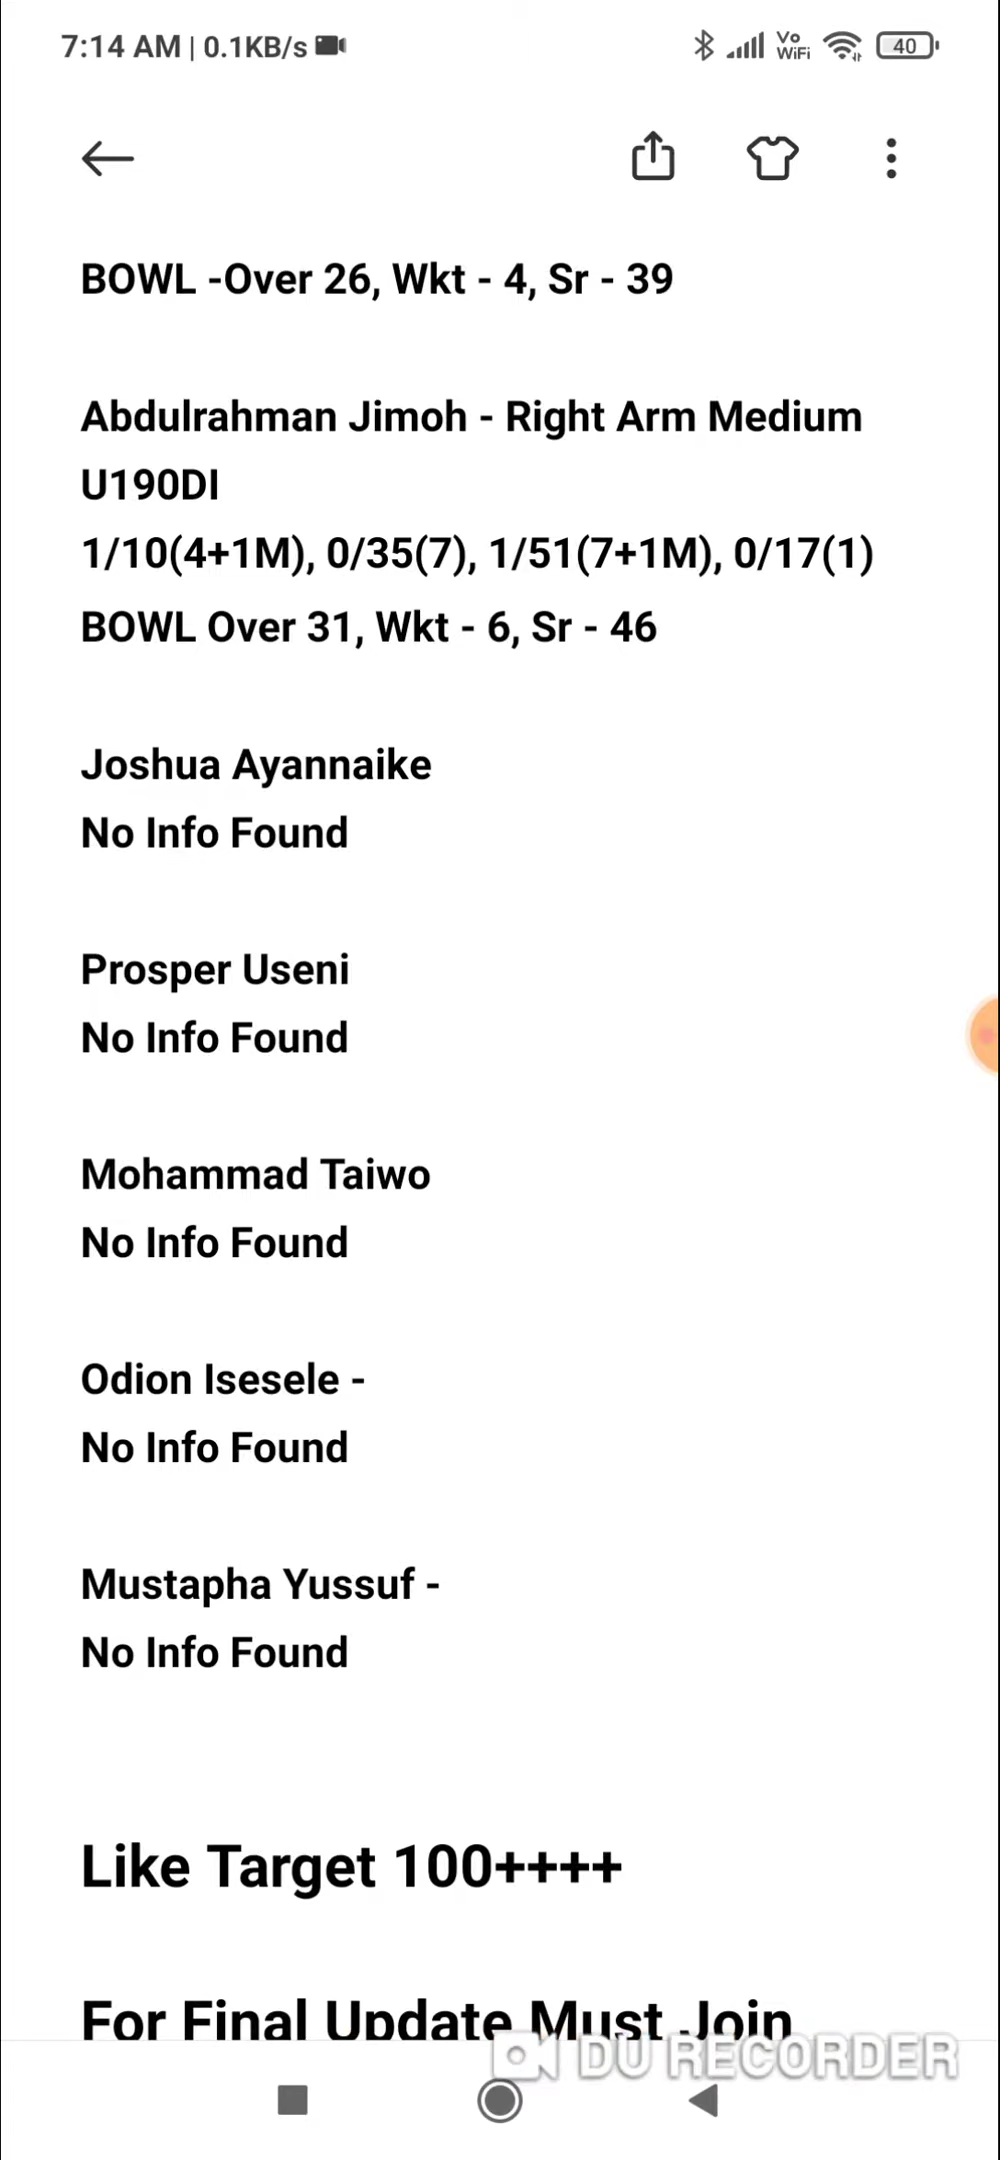 7:14 AM | 0.1KB/s
Vo
WiFi
40
BOWL -Over 26, Wkt - 4, Sr - 39
Abdulrahman Jimoh - Right Arm Medium
U190DI
1/10(4+1M), 0/35(7), 1/51(7+1M), 0/17(1)
BOWL Over 31, Wkt - 6, Sr - 46
Joshua Ayannaike
No Info Found
Prosper Useni
No Info Found
Mohammad Taiwo
No Info Found
Odion Isesele -
No Info Found
Mustapha Yussuf -
No Info Found
Like Target 100++++
For Final Update Must Join
DU RECORDER